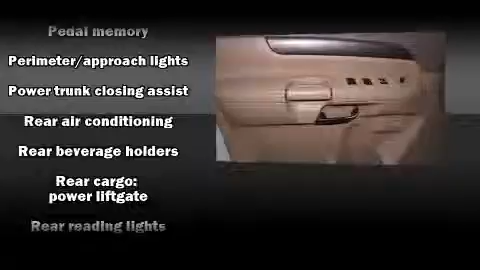 Pedal memory
Perimeter/approach lights
Power trunk closing assist
Rear air conditioning
Rear beverage holders
Rear cargo:
power liftgate
Rear reading lights